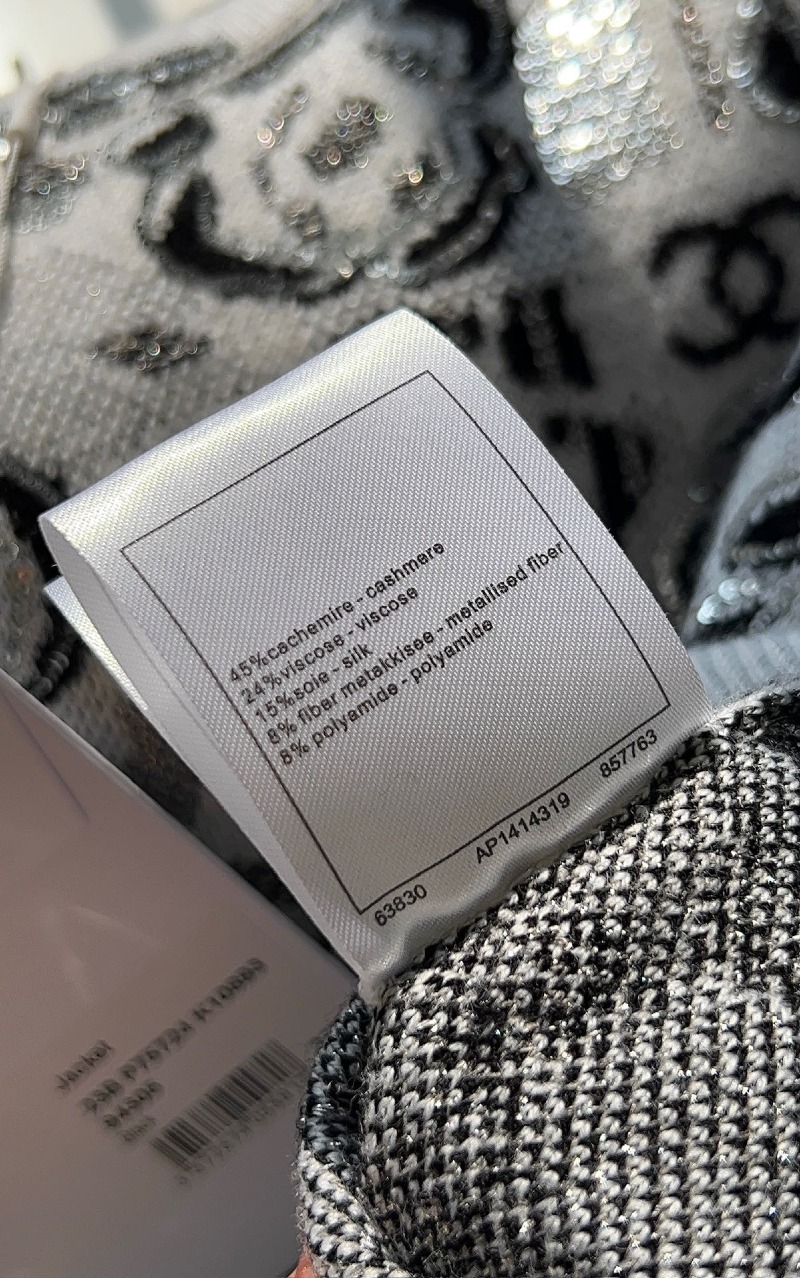 45%cachemire - cashmere
24%viscose - viscose
15%soie - silk
8% fiber metakkisee - metallised fiber
8% polyamide - polyamide
63830 AP1414319 857763
Jacket